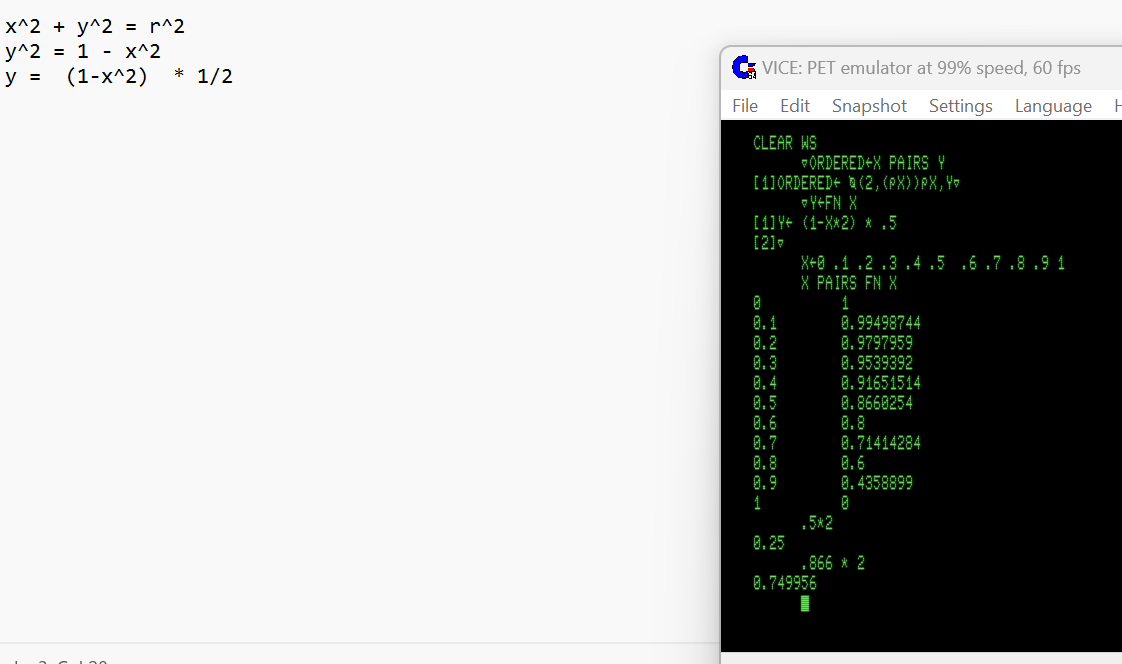 x^2 + y^2 = r^2
y^2 = 1 - x^2
y =  (1-x^2)  * 1/2
VICE: PET emulator at 99% speed, 60 fps
File Edit Snapshot Settings Language
CLEAR WS
∇ORDERED←X PAIRS Y
[1]ORDERED← ⍉(2,(⍴X))⍴X,Y∇
∇Y←FN X
[1]Y← (1-X*2) * .5
[2]∇
X←0 .1 .2 .3 .4 .5  .6 .7 .8 .9 1
X PAIRS FN X
0 1
0.1 0.99498744
0.2 0.9797959
0.3 0.9539392
0.4 0.91651514
0.5 0.8660254
0.6 0.8
0.7 0.71414284
0.8 0.6
0.9 0.4358899
1 0
.5*2
0.25
.866 * 2
0.749956